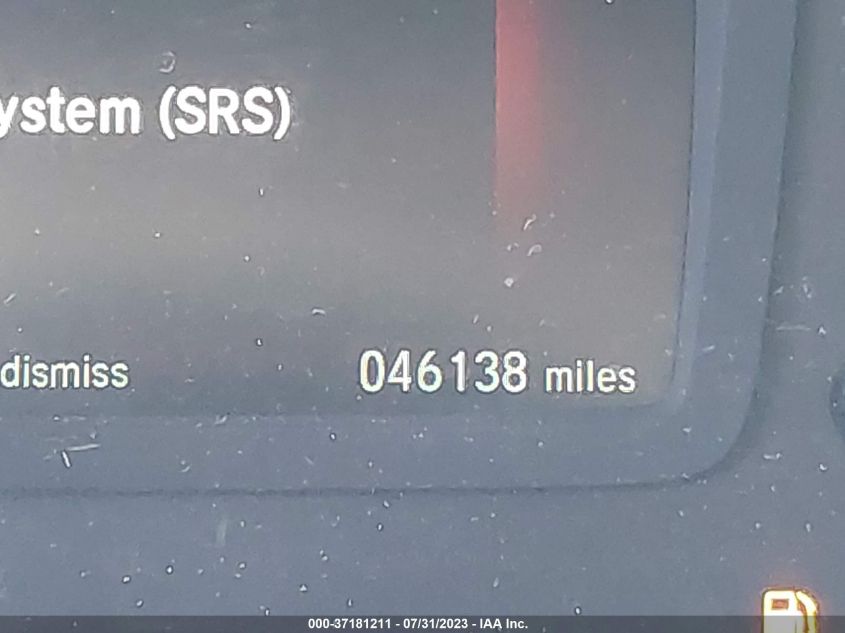 ystem (SRS)
dismiss 046138 miles
000-37181211 - 07/31/2023 - IAA Inc.